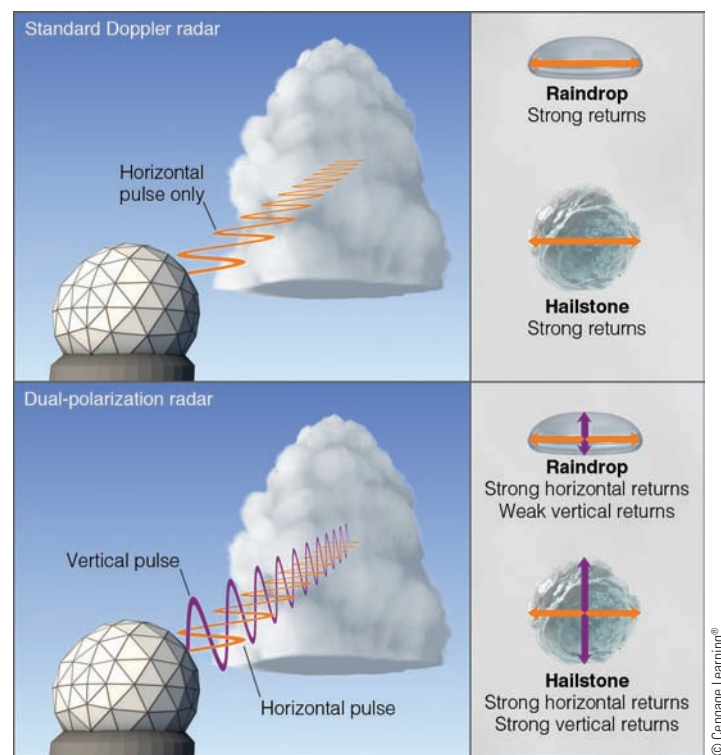 Standard Doppler radar
Horizontal
pulse only
Raindrop
Strong returns
Hailstone
Strong returns
Dual-polarization radar
Vertical pulse
Horizontal pulse
Raindrop
Strong horizontal returns
Weak vertical returns
Hailstone
Strong horizontal returns
Strong vertical returns
(c) Cengage Learning®